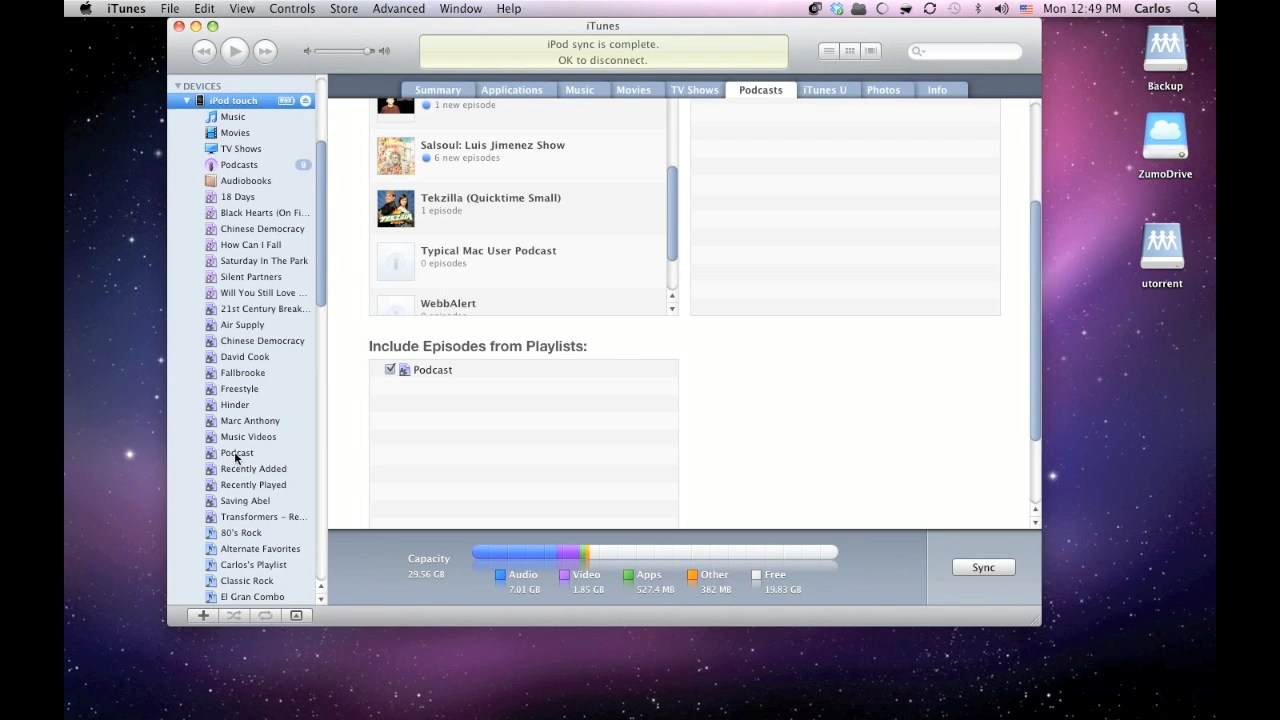 iTunes File Edit View Controls Store Advanced Window Help Mon 12:49 PM Carlos
iTunes
iPod sync is complete.
OK to disconnect.
DEVICES
iPod touch
Music
Movies
TV Shows
Podcasts 9
Audiobooks
18 Days
Black Hearts (On Fi...
Chinese Democracy
How Can I Fall
Saturday In The Park
Silent Partners
Will You Still Love ...
21st Century Break...
Air Supply
Chinese Democracy
David Cook
Fallbrooke
Freestyle
Hinder
Marc Anthony
Music Videos
Podcast
Recently Added
Recently Played
Saving Abel
Transformers – Re...
80's Rock
Alternate Favorites
Carlos's Playlist
Classic Rock
El Gran Combo
Summary Applications Music Movies TV Shows Podcasts iTunes U Photos Info
1 new episode
Salsoul: Luis Jimenez Show
6 new episodes
Tekzilla (Quicktime Small)
1 episode
Typical Mac User Podcast
0 episodes
WebbAlert
0 episodes
Include Episodes from Playlists:
Podcast
Capacity
29.56 GB
Audio
7.01 GB
Video
1.85 GB
Apps
527.4 MB
Other
382 MB
Free
19.83 GB
Sync
Backup
ZumoDrive
utorrent